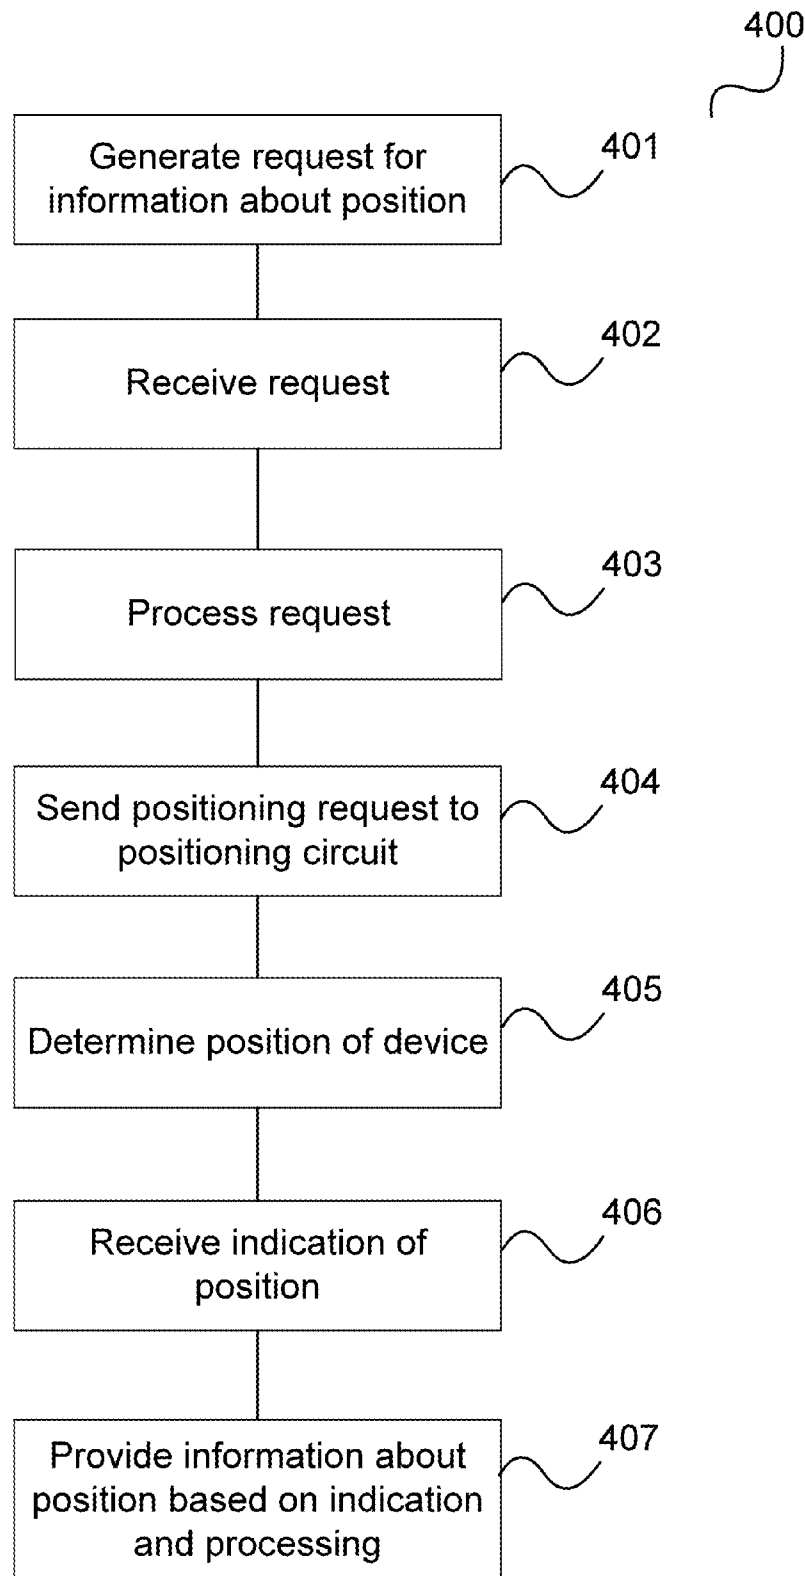 400
Generate request for
information about position
401
Receive request
402
Process request
403
Send positioning request to
positioning circuit
404
Determine position of device
405
Receive indication of
position
406
Provide information about
position based on indication
and processing
407